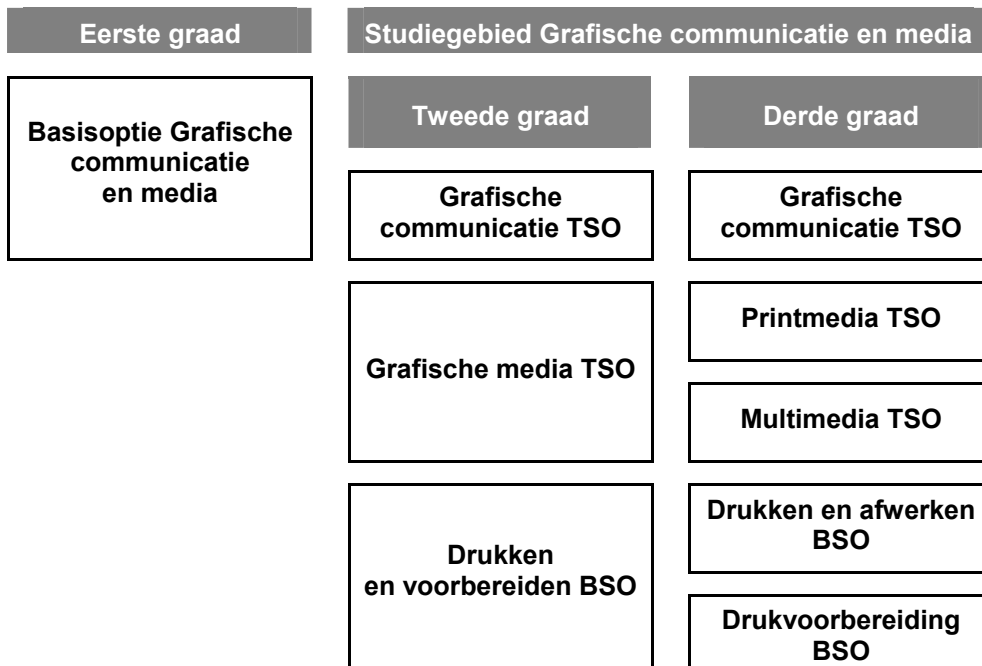 Eerste graad
Studiegebied Grafische communicatie en media
Basisoptie Grafische
communicatie
en media
Tweede graad
Derde graad
Grafische
communicatie TSO
Grafische
communicatie TSO
Grafische media TSO
Printmedia TSO
Multimedia TSO
Drukken
en voorbereiden BSO
Drukken en afwerken
BSO
Drukvoorbereiding
BSO